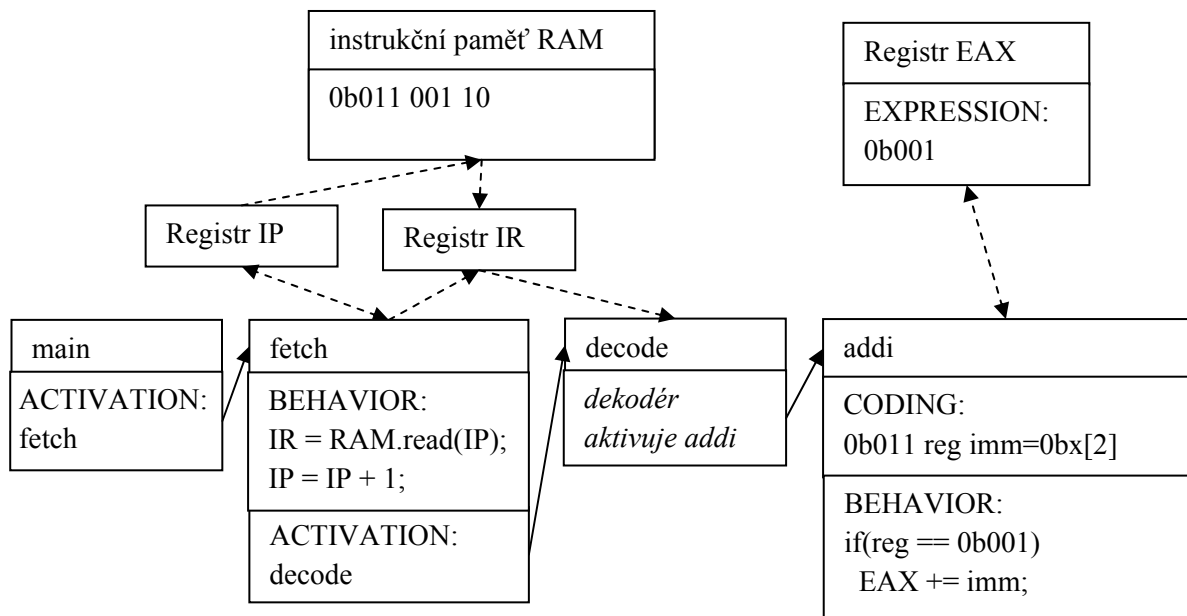 instrukční paměť RAM
0b011 001 10
Registr EAX
EXPRESSION:
0b001
Registr IP
Registr IR
main
ACTIVATION:
fetch
fetch
BEHAVIOR:
IR = RAM.read(IP);
IP = IP + 1;
ACTIVATION:
decode
decode
dekodér
aktivuje addi
addi
CODING:
0b011 reg imm=0bx[2]
BEHAVIOR:
if(reg == 0b001)
EAX += imm;